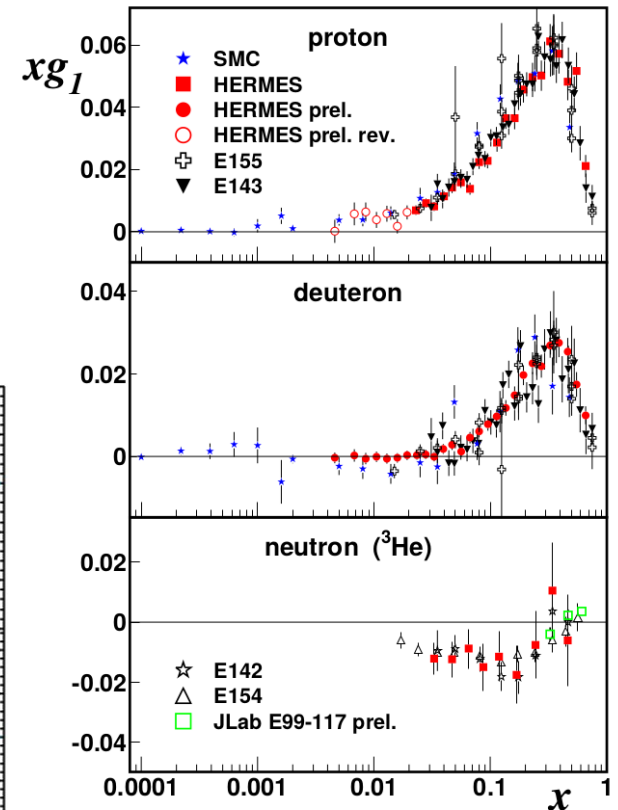 proton
xg₁
0.06
0.04
0.02
0
SMC
HERMES
HERMES prel.
HERMES prel. rev.
E155
E143
deuteron
0.04
0.02
0
neutron (³He)
0.02
0
-0.02
-0.04
E142
E154
JLab E99-117 prel.
0.0001 0.001 0.01 0.1 1
x